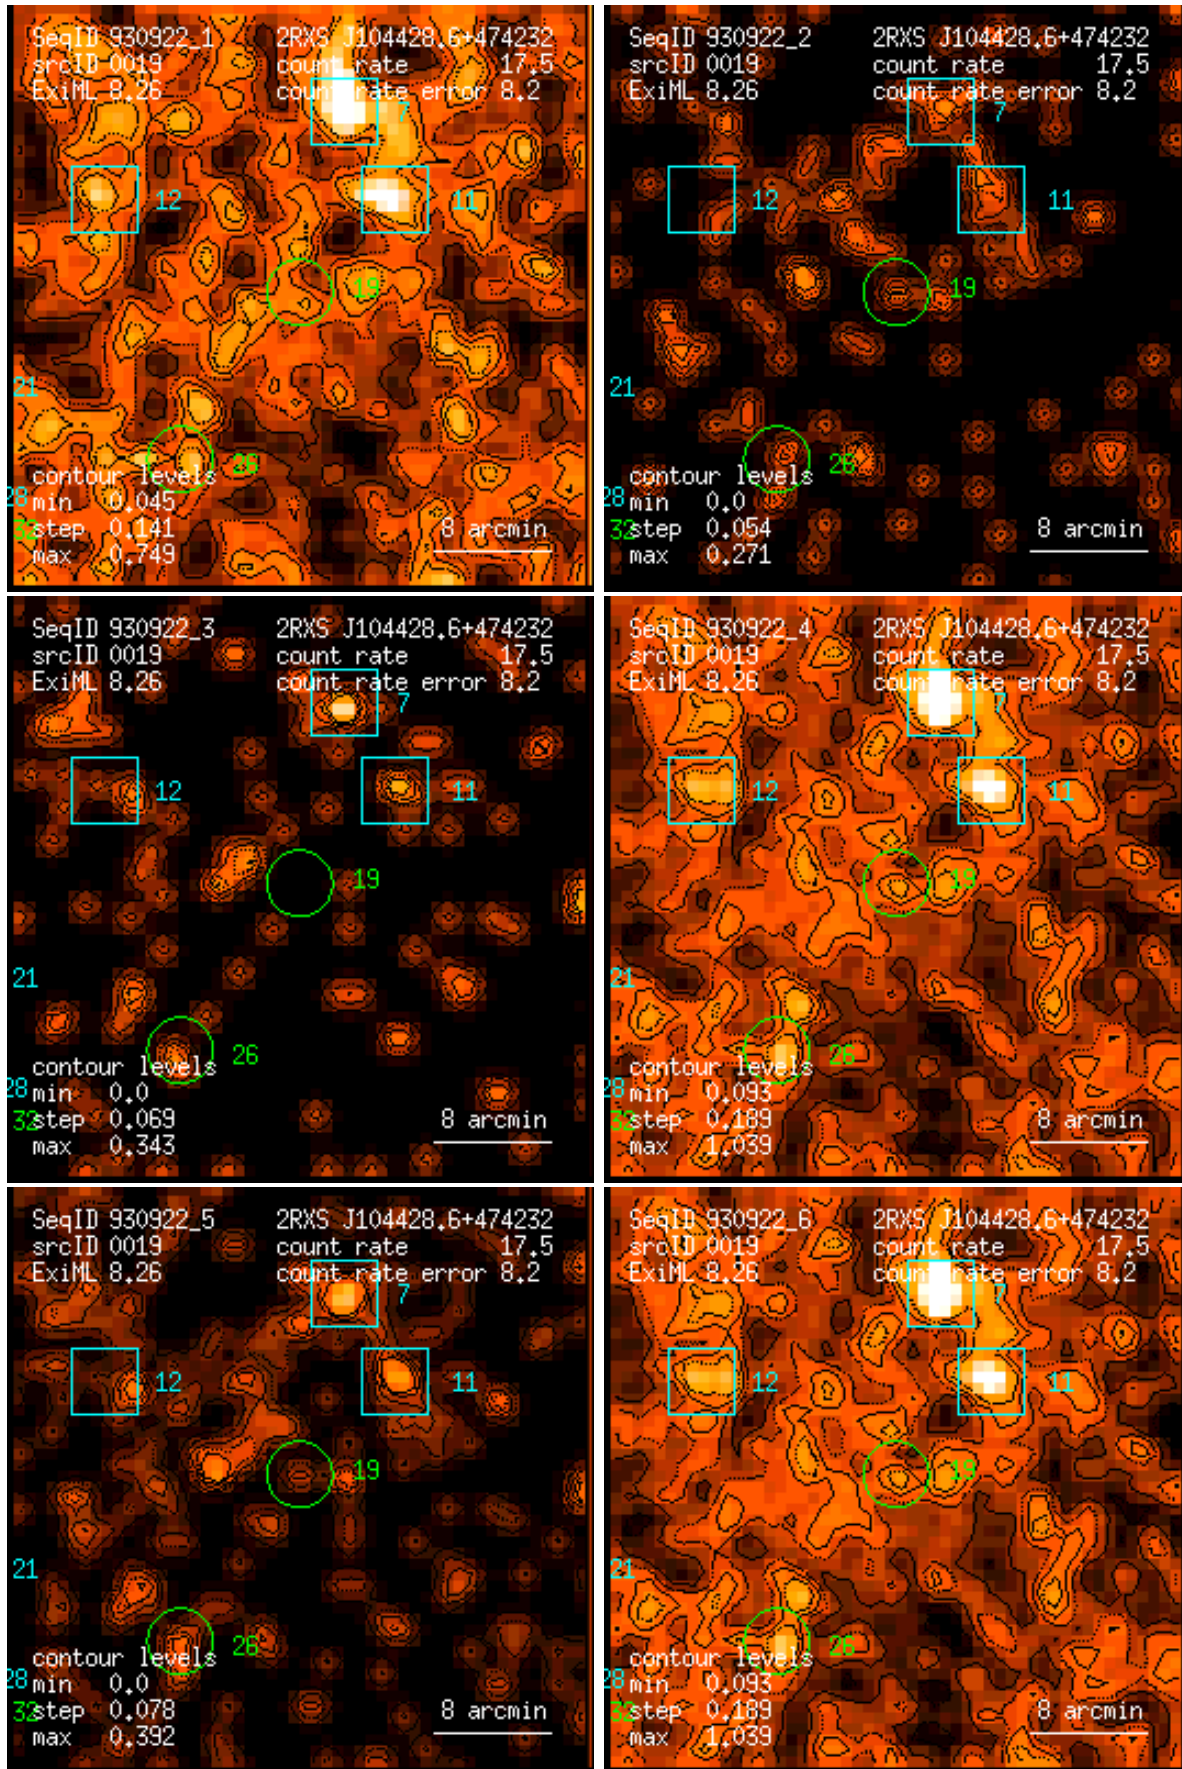 SeqID 930922_1 2RXS J104428.6+474232
srcID 0019 count rate 17.5
ExiML 8.26 count rate error 8.2
7
12 11
19
21
26
contour levels
28 min 0.045
32 step 0.141 8 arcmin
max 0.749
SeqID 930922_2 2RXS J104428.6+474232
srcID 0019 count rate 17.5
ExiML 8.26 count rate error 8.2
7
12 11
19
21
26
contour levels
28 min 0.0
32 step 0.054 8 arcmin
max 0.271
SeqID 930922_3 2RXS J104428.6+474232
srcID 0019 count rate 17.5
ExiML 8.26 count rate error 8.2
7
12 11
19
21
26
contour levels
28 min 0.0
32 step 0.069 8 arcmin
max 0.343
SeqID 930922_4 2RXS J104428.6+474232
srcID 0019 count rate 17.5
ExiML 8.26 count rate error 8.2
7
12 11
19
21
26
contour levels
28 min 0.093
32 step 0.189 8 arcmin
max 1.039
SeqID 930922_5 2RXS J104428.6+474232
srcID 0019 count rate 17.5
ExiML 8.26 count rate error 8.2
7
12 11
19
21
26
contour levels
28 min 0.0
32 step 0.078 8 arcmin
max 0.392
SeqID 930922_6 2RXS J104428.6+474232
srcID 0019 count rate 17.5
ExiML 8.26 count rate error 8.2
7
12 11
19
21
26
contour levels
28 min 0.093
32 step 0.189 8 arcmin
max 1.039